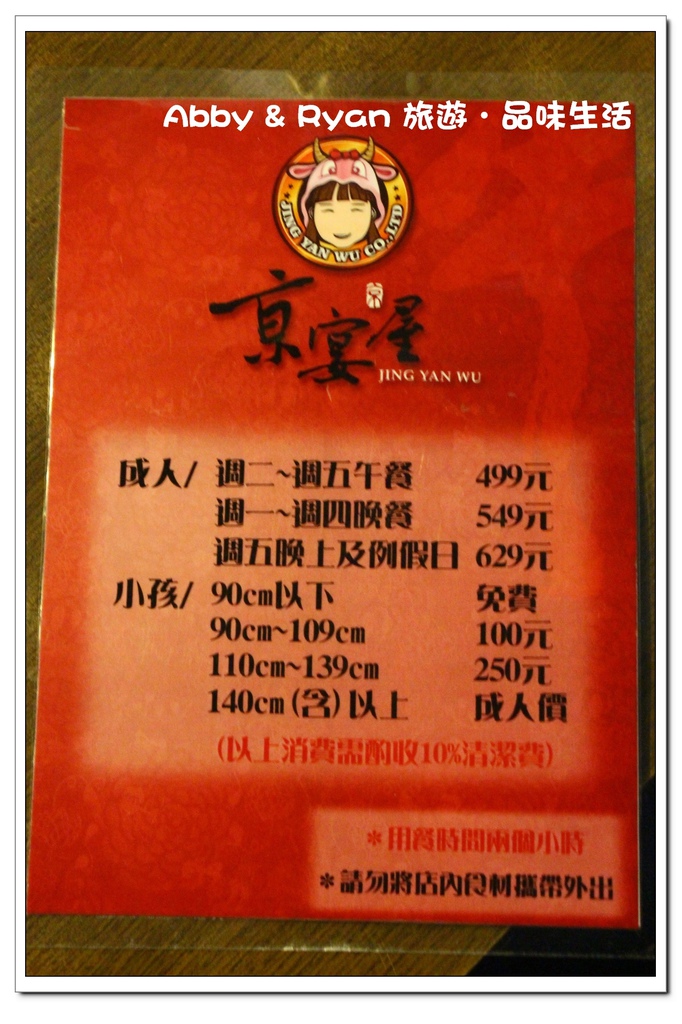 Abby & Ryan 旅遊・品味生活
JING YAN WU CO.,LTD
京宴屋
京
JING YAN WU
成人/ 週二~週五午餐 499元
週一~週四晚餐 549元
週五晚上及例假日 629元
小孩/ 90cm以下 免費
90cm~109cm 100元
110cm~139cm 250元
140cm(含)以上 成人價
(以上消費需酌收10%清潔費)
*用餐時間兩個小時
*請勿將店內食材攜帶外出